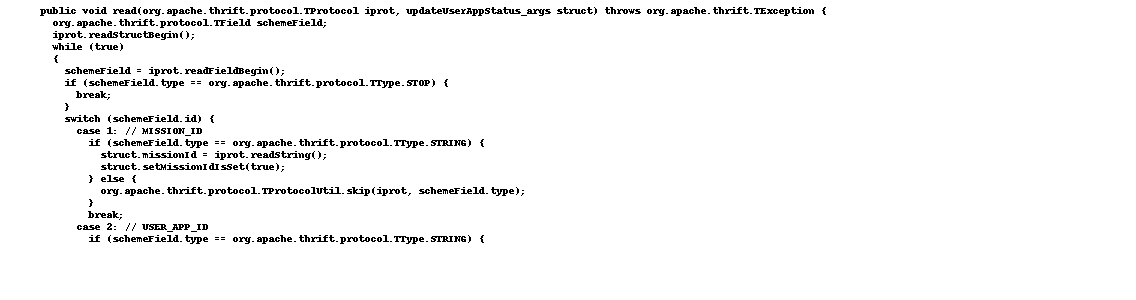 public void read(org.apache.thrift.protocol.TProtocol iprot, updateUserAppStatus_args struct) throws org.apache.thrift.TException {
org.apache.thrift.protocol.TField schemeField;
iprot.readStructBegin();
while (true)
{
schemeField = iprot.readFieldBegin();
if (schemeField.type == org.apache.thrift.protocol.TType.STOP) {
break;
}
switch (schemeField.id) {
case 1: // MISSION_ID
if (schemeField.type == org.apache.thrift.protocol.TType.STRING) {
struct.missionId = iprot.readString();
struct.setMissionIdIsSet(true);
} else {
org.apache.thrift.protocol.TProtocolUtil.skip(iprot, schemeField.type);
}
break;
case 2: // USER_APP_ID
if (schemeField.type == org.apache.thrift.protocol.TType.STRING) {